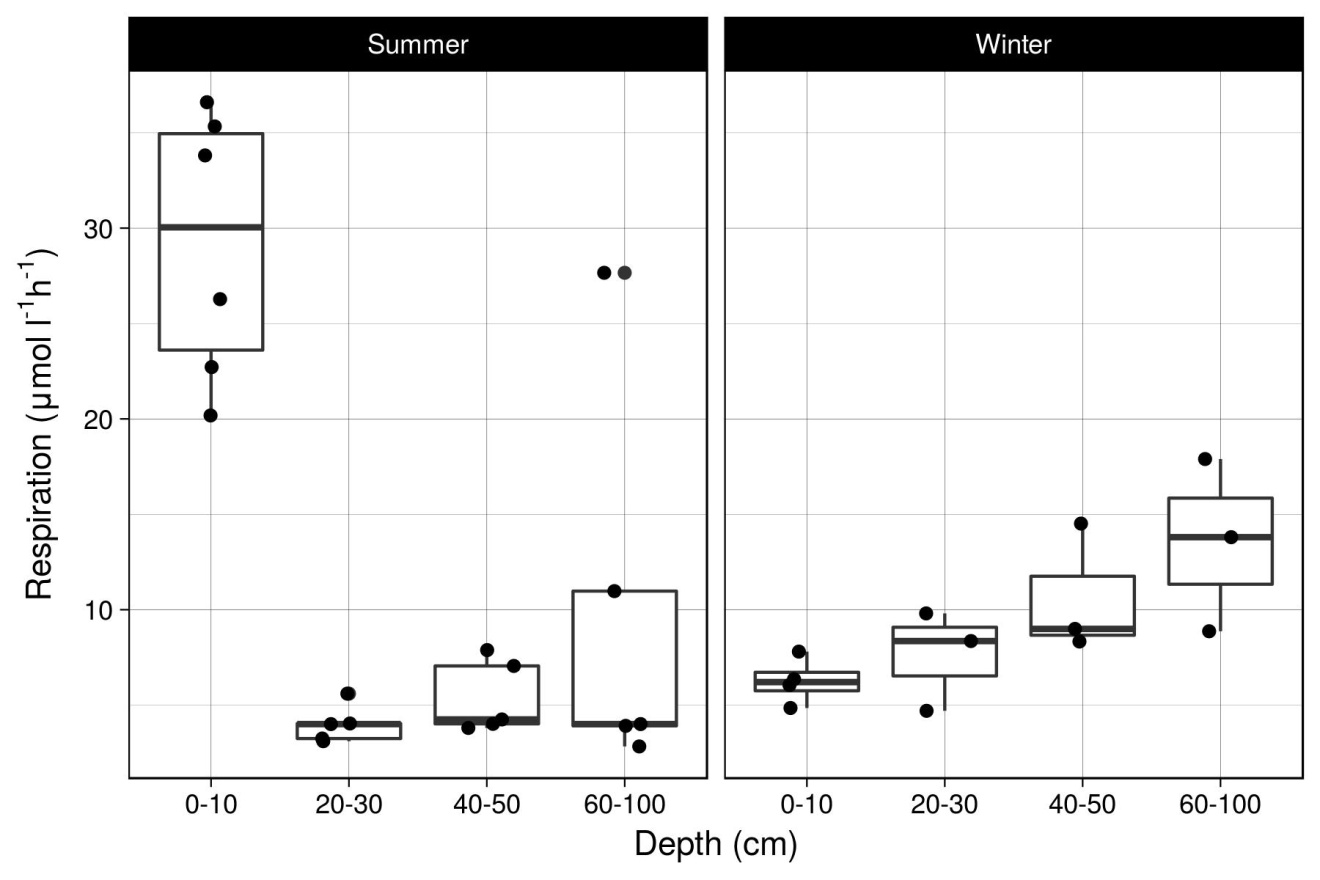 Summer
Winter
Respiration (µmol l⁻¹h⁻¹)
30
20
10
0-10 20-30 40-50 60-100
0-10 20-30 40-50 60-100
Depth (cm)